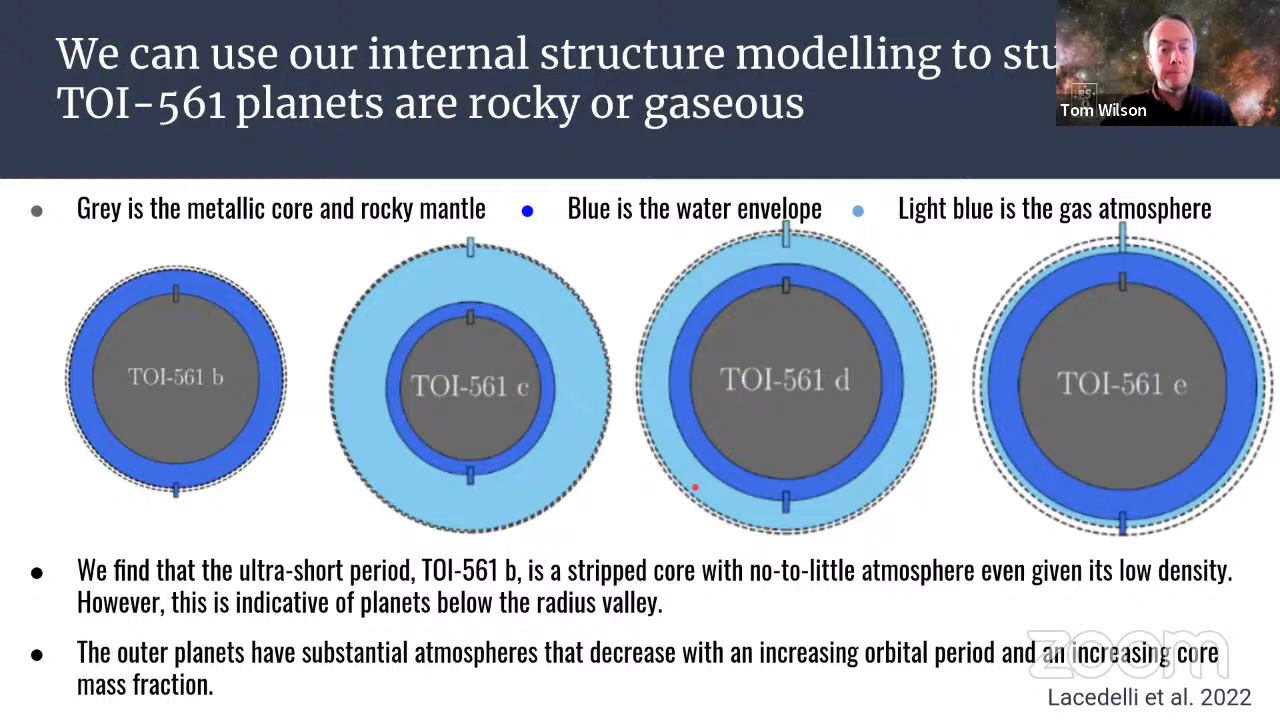 We can use our internal structure modelling to stu
TOI-561 planets are rocky or gaseous
Tom Wilson
Grey is the metallic core and rocky mantle
Blue is the water envelope
Light blue is the gas atmosphere
TOI-561 b
TOI-561 c
TOI-561 d
TOI-561 e
We find that the ultra-short period, TOI-561 b, is a stripped core with no-to-little atmosphere even given its low density.
However, this is indicative of planets below the radius valley.
The outer planets have substantial atmospheres that decrease with an increasing orbital period and an increasing core
mass fraction.
zoom
Lacedelli et al. 2022